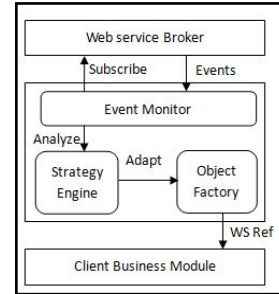 Web service Broker
Subscribe
Events
Event Monitor
Analyze
Adapt
Strategy
Engine
Object
Factory
WS Ref
Client Business Module